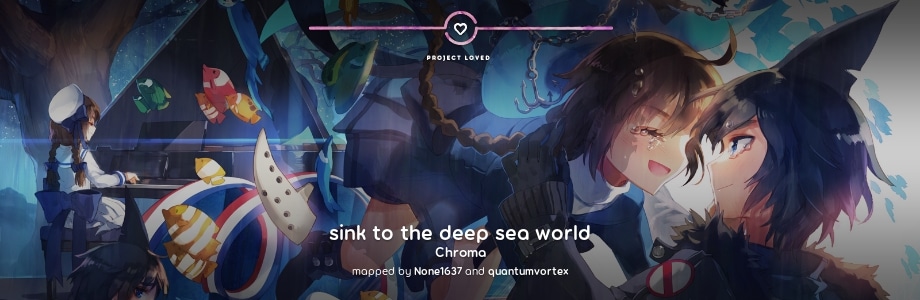 PROJECT LOVED
sink to the deep sea world
Chroma
mapped by None1637 and quantumvortex